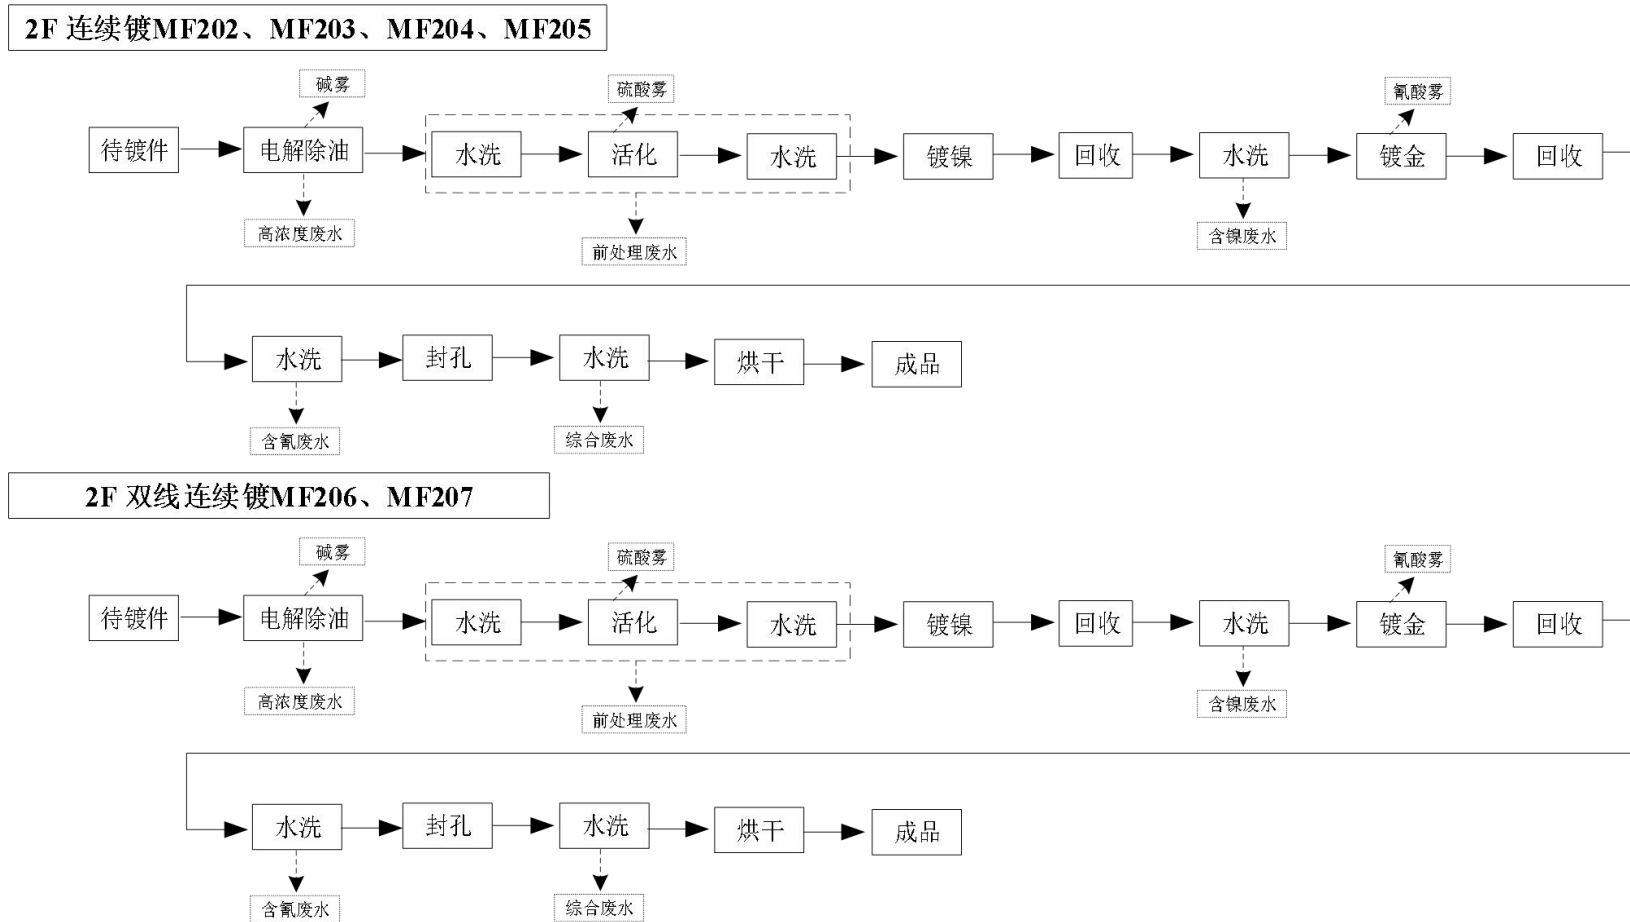 2F 连续镀MF202、MF203、MF204、MF205
碱雾
硫酸雾
氰酸雾
待镀件
电解除油
水洗
活化
水洗
镀镍
回收
水洗
镀金
回收
高浓度废水
前处理废水
含镍废水
水洗
封孔
水洗
烘干
成品
含氰废水
综合废水
2F 双线连续镀MF206、MF207
碱雾
硫酸雾
氰酸雾
待镀件
电解除油
水洗
活化
水洗
镀镍
回收
水洗
镀金
回收
高浓度废水
前处理废水
含镍废水
水洗
封孔
水洗
烘干
成品
含氰废水
综合废水